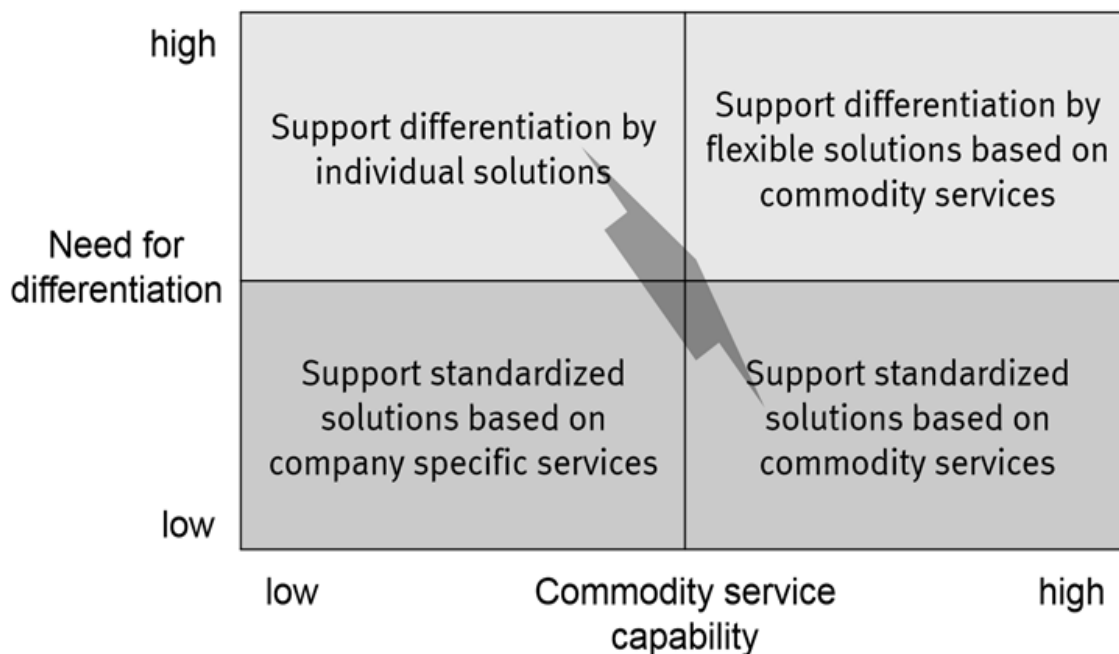 high
Support differentiation by
individual solutions
Support differentiation by
flexible solutions based on
commodity services
Need for
differentiation
Support standardized
solutions based on
company specific services
Support standardized
solutions based on
commodity services
low
low
Commodity service
capability
high